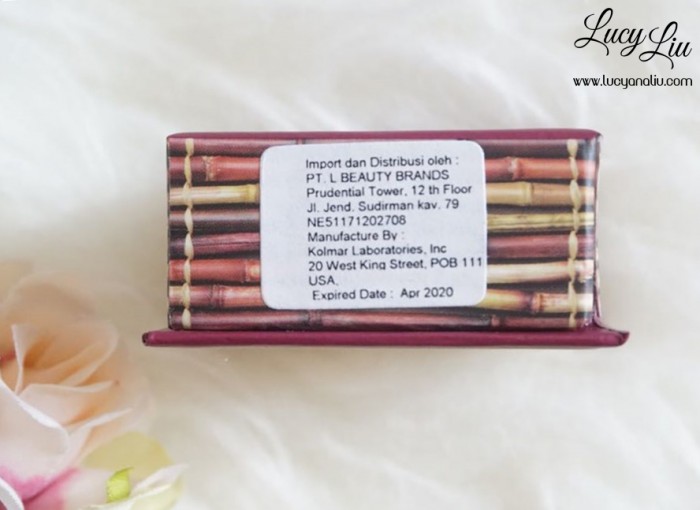 Lucy Liu
www.lucyanaliu.com
Import dan Distribusi oleh :
PT. L BEAUTY BRANDS
Prudential Tower, 12 th Floor
Jl. Jend. Sudirman kav. 79
NE51171202708
Manufacture By :
Kolmar Laboratories, Inc
20 West King Street, POB 111
USA,
Expired Date : Apr 2020